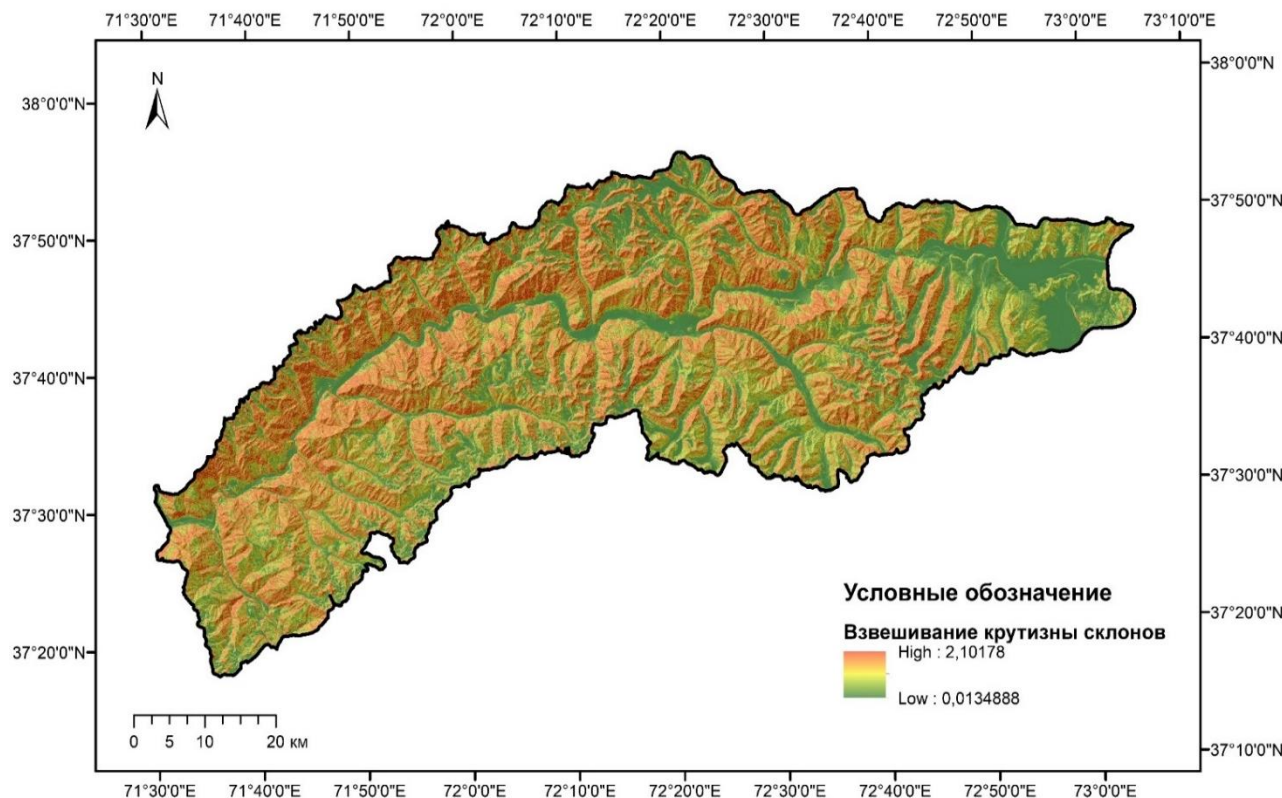 71°30'0"E 71°40'0"E 71°50'0"E 72°0'0"E 72°10'0"E 72°20'0"E 72°30'0"E 72°40'0"E 72°50'0"E 73°0'0"E 73°10'0"E
N
38°0'0"N
38°0'0"N
37°50'0"N
37°50'0"N
37°40'0"N
37°40'0"N
37°30'0"N
37°30'0"N
37°20'0"N
37°20'0"N
37°10'0"N
Условные обозначение
Взвешивание крутизны склонов
High : 2,10178
Low : 0,0134888
0 5 10 20 км
71°30'0"E 71°40'0"E 71°50'0"E 72°0'0"E 72°10'0"E 72°20'0"E 72°30'0"E 72°40'0"E 72°50'0"E 73°0'0"E